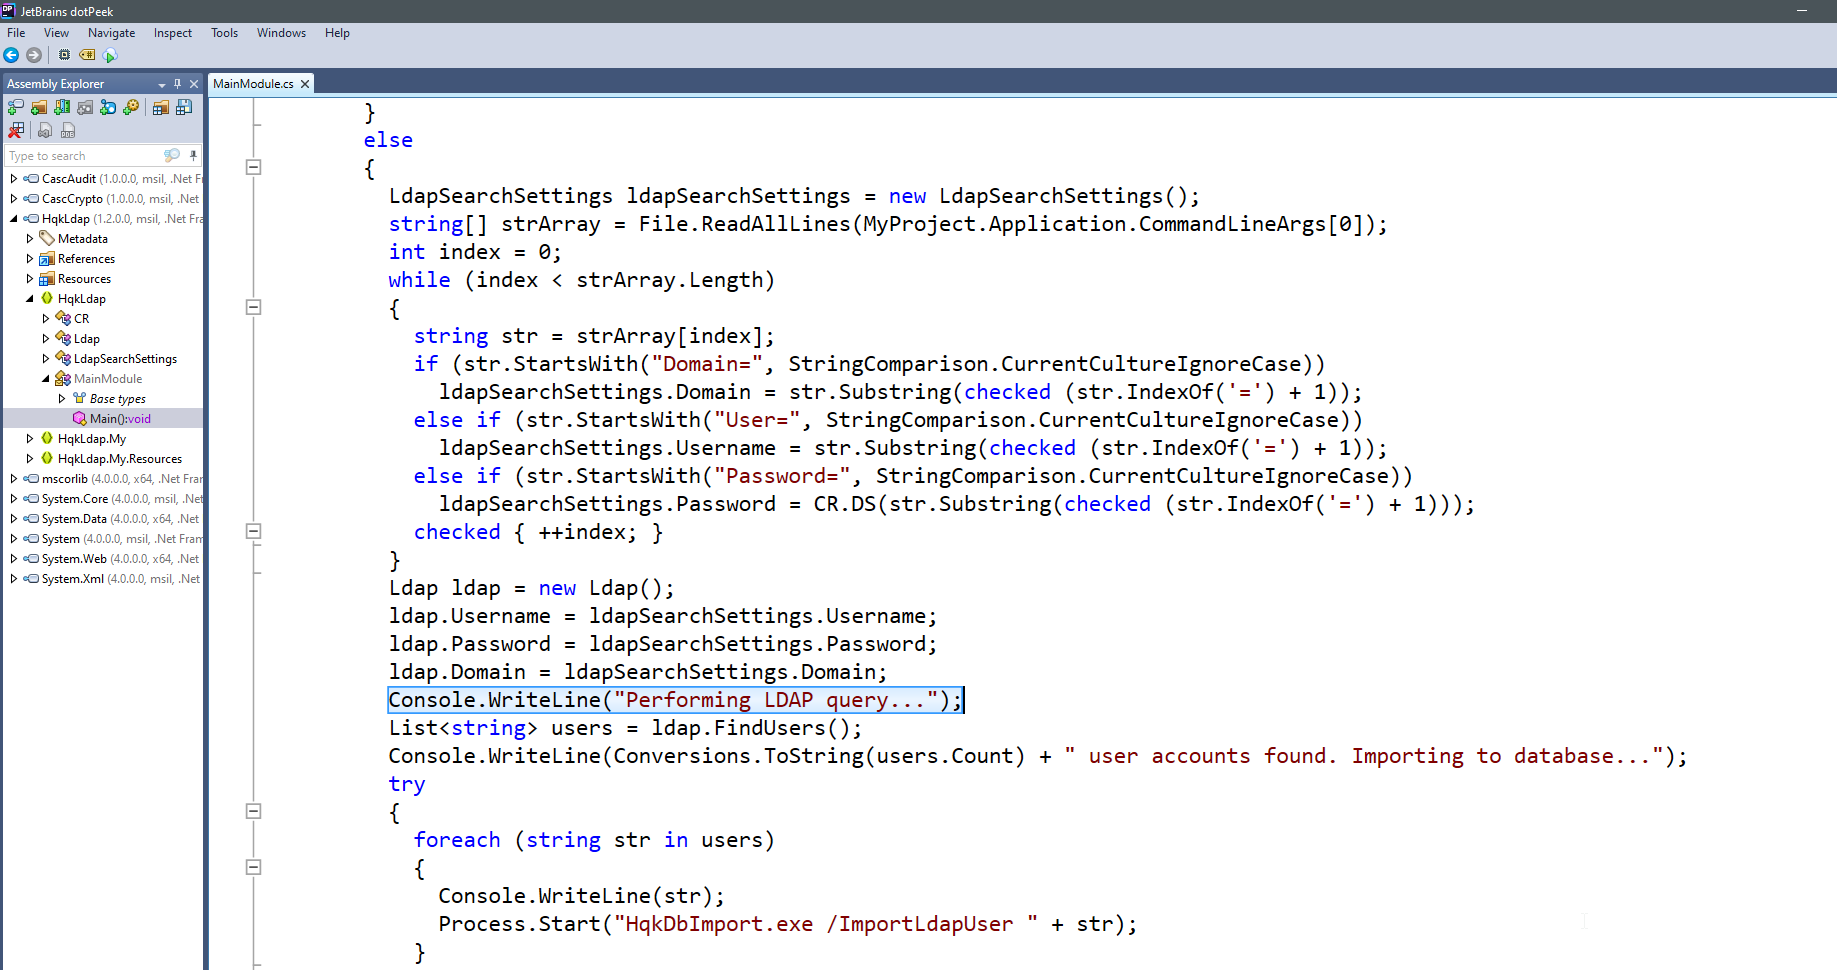 JetBrains dotPeek
File View Navigate Inspect Tools Windows Help
Assembly Explorer
MainModule.cs
Type to search
CascAudit (1.0.0.0, msil, .Net F
CascCrypto (1.0.0.0, msil, .Net
HqkLdap (1.2.0.0, msil, .Net Fra
Metadata
References
Resources
HqkLdap
CR
Ldap
LdapSearchSettings
MainModule
Base types
Main():void
HqkLdap.My
HqkLdap.My.Resources
mscorlib (4.0.0.0, x64, .Net Frar
System.Core (4.0.0.0, msil, .Net
System.Data (4.0.0.0, x64, .Net
System (4.0.0.0, msil, .Net Fram
System.Web (4.0.0.0, x64, .Net
System.Xml (4.0.0.0, msil, .Net
}
else
{
LdapSearchSettings ldapSearchSettings = new LdapSearchSettings();
string[] strArray = File.ReadAllLines(MyProject.Application.CommandLineArgs[0]);
int index = 0;
while (index < strArray.Length)
{
string str = strArray[index];
if (str.StartsWith("Domain=", StringComparison.CurrentCultureIgnoreCase))
ldapSearchSettings.Domain = str.Substring(checked (str.IndexOf('=') + 1));
else if (str.StartsWith("User=", StringComparison.CurrentCultureIgnoreCase))
ldapSearchSettings.Username = str.Substring(checked (str.IndexOf('=') + 1));
else if (str.StartsWith("Password=", StringComparison.CurrentCultureIgnoreCase))
ldapSearchSettings.Password = CR.DS(str.Substring(checked (str.IndexOf('=') + 1)));
checked { ++index; }
}
Ldap ldap = new Ldap();
ldap.Username = ldapSearchSettings.Username;
ldap.Password = ldapSearchSettings.Password;
ldap.Domain = ldapSearchSettings.Domain;
Console.WriteLine("Performing LDAP query...");
List<string> users = ldap.FindUsers();
Console.WriteLine(Conversions.ToString(users.Count) + " user accounts found. Importing to database...");
try
{
foreach (string str in users)
{
Console.WriteLine(str);
Process.Start("HqkDbImport.exe /ImportLdapUser " + str);
}